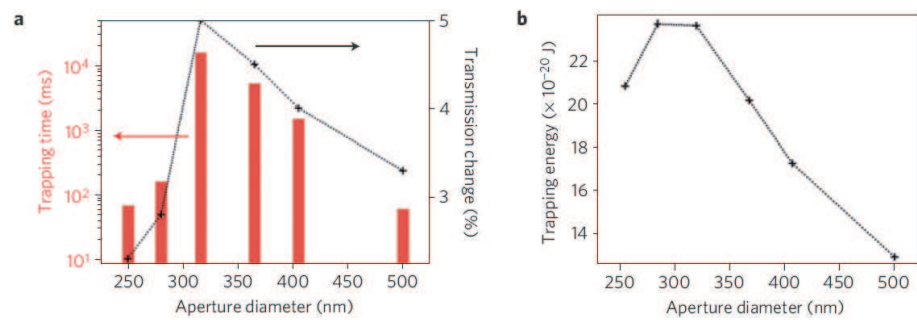 a
Trapping time (ms)
10⁴
10³
10²
10¹
5
4
3
Transmission change (%)
250 300 350 400 450 500
Aperture diameter (nm)
b
Trapping energy (× 10⁻²⁰ J)
22
20
18
16
14
250 300 350 400 450 500
Aperture diameter (nm)